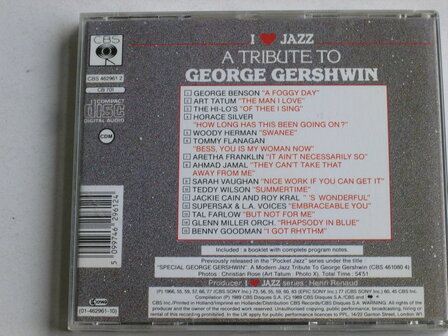 CBS
I ♥ JAZZ
A TRIBUTE TO
GEORGE GERSHWIN
CBS 462961 2
CB 701
COMPACT
disc
DIGITAL AUDIO
CDM
GEORGE BENSON "A FOGGY DAY"
ART TATUM "THE MAN I LOVE"
THE HI-LO'S "OF THEE I SING"
HORACE SILVER
"HOW LONG HAS THIS BEEN GOING ON?"
WOODY HERMAN "SWANEE"
TOMMY FLANAGAN
"BESS, YOU IS MY WOMAN NOW"
ARETHA FRANKLIN "IT AIN'T NECESSARILY SO"
AHMAD JAMAL "THEY CAN'T TAKE THAT
AWAY FROM ME"
SARAH VAUGHAN "NICE WORK IF YOU CAN GET IT"
TEDDY WILSON "SUMMERTIME"
JACKIE CAIN AND ROY KRAL "'S WONDERFUL"
SUPERSAX & L.A. VOICES "EMBRACEABLE YOU"
TAL FARLOW "BUT NOT FOR ME"
GLENN MILLER ORCH. "RHAPSODY IN BLUE"
BENNY GOODMAN "I GOT RHYTHM"
5 099746 296124
Included : a booklet with complete program notes.
Previously released in the "Pocket Jazz" series under the title
"SPECIAL GEORGE GERSHWIN": A Modern Jazz Tribute To George Gershwin (CBS 461080 4)
Photos : Christian Rose (Art Tatum : Photo X). Total Time : 54'51
Producer I ♥ JAZZ series : Henri Renaud
(01-462961-10)